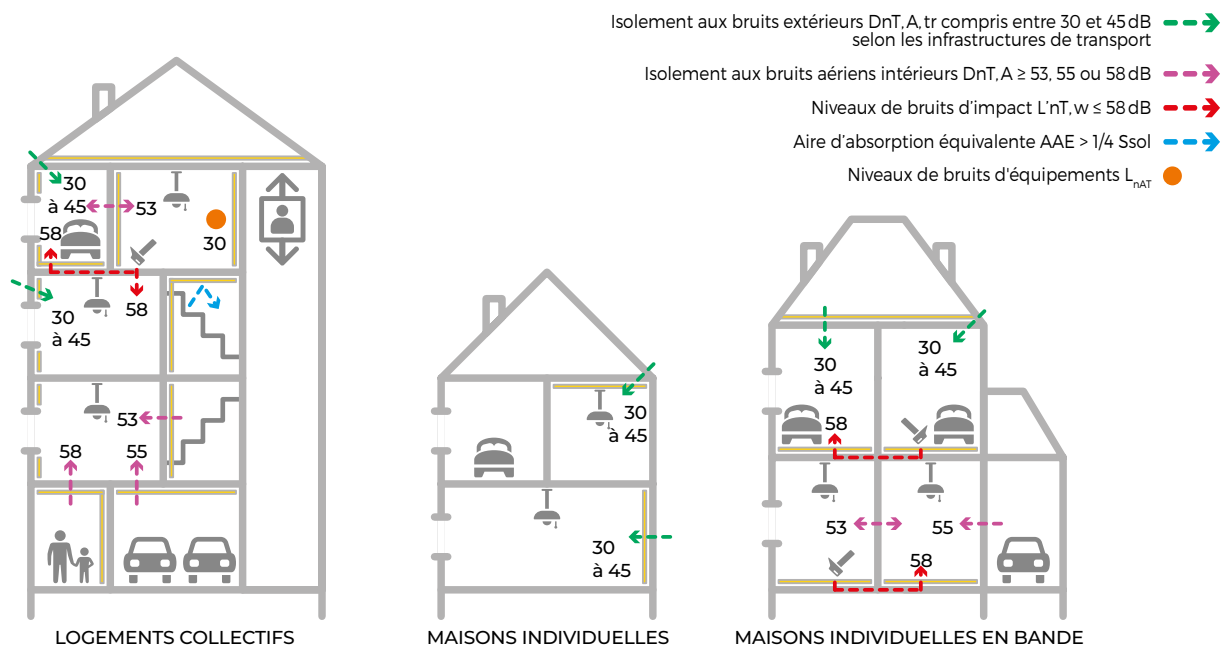 Isolement aux bruits extérieurs DnT,A,tr compris entre 30 et 45 dB
selon les infrastructures de transport
Isolement aux bruits aériens intérieurs DnT,A ≥ 53, 55 ou 58 dB
Niveaux de bruits d'impact L'nT,w ≤ 58 dB
Aire d'absorption équivalente AAE > 1/4 Ssol
Niveaux de bruits d'équipements LnAT
30
à 45
53
58
30
58
30
à 45
53
58
55
LOGEMENTS COLLECTIFS
30
à 45
30
à 45
MAISONS INDIVIDUELLES
30
à 45
30
à 45
58
53
55
58
MAISONS INDIVIDUELLES EN BANDE